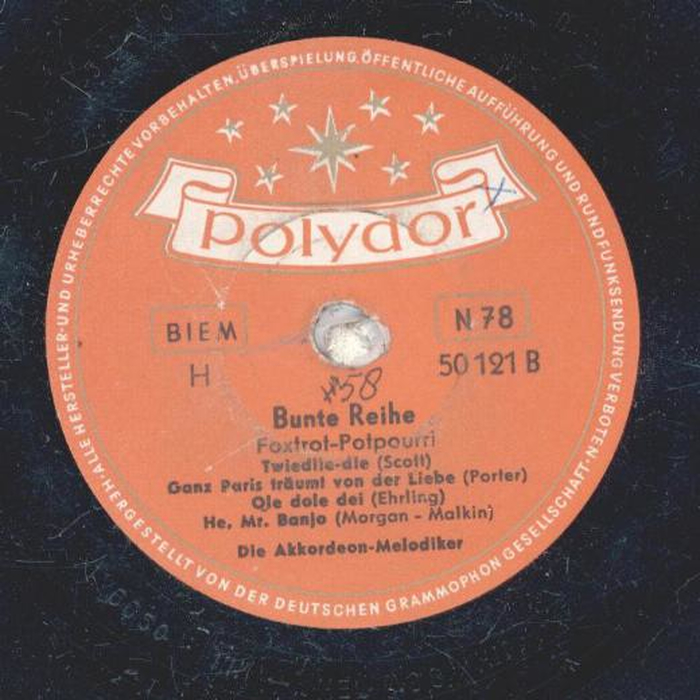 ALLE HERSTELLER- UND URHEBERRECHTE VORBEHALTEN. ÜBERSPIELUNG, ÖFFENTLICHE AUFFÜHRUNG UND RUNDFUNKSENDUNG VERBOTEN.
polydor
BIEM
N 78
H
50 121 B
58
Bunte Reihe
Foxtrot-Potpourri
Twiedlie-die (Scott)
Ganz Paris träumt von der Liebe (Porter)
Oje dole dei (Ehrling)
He, Mr. Banjo (Morgan - Malkin)
Die Akkordeon-Melodiker
HERGESTELLT VON DER DEUTSCHEN GRAMMOPHON GESELLSCHAFT